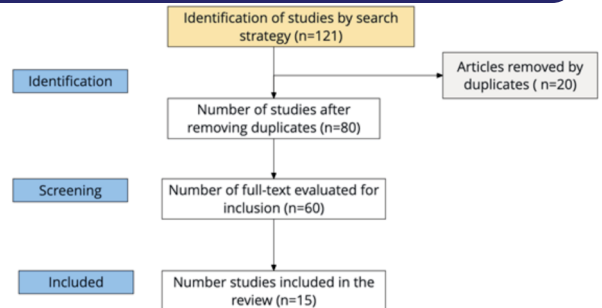 Identification of studies by search
strategy (n=121)
Identification
Articles removed by
duplicates ( n=20)
Number of studies after
removing duplicates (n=80)
Screening
Number of full-text evaluated for
inclusion (n=60)
Included
Number studies included in the
review (n=15)